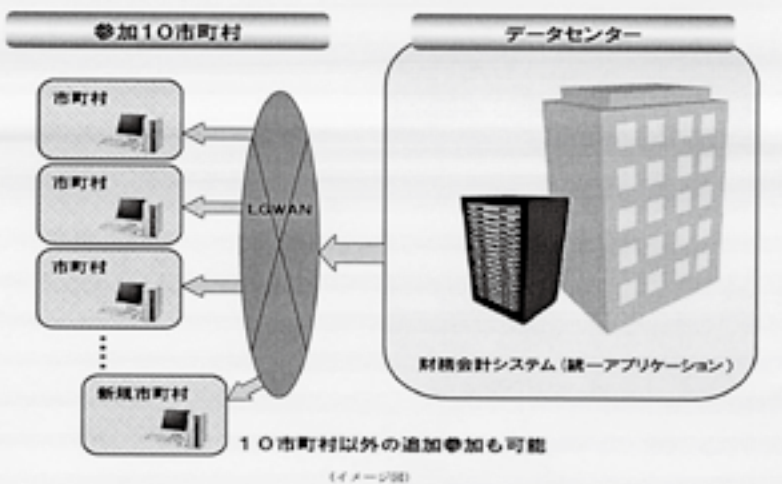 参加10市町村
データセンター
市町村
市町村
市町村
新規市町村
LGWAN
財務会計システム(統一アプリケーション)
10市町村以外の追加参加も可能
(イメージ図)